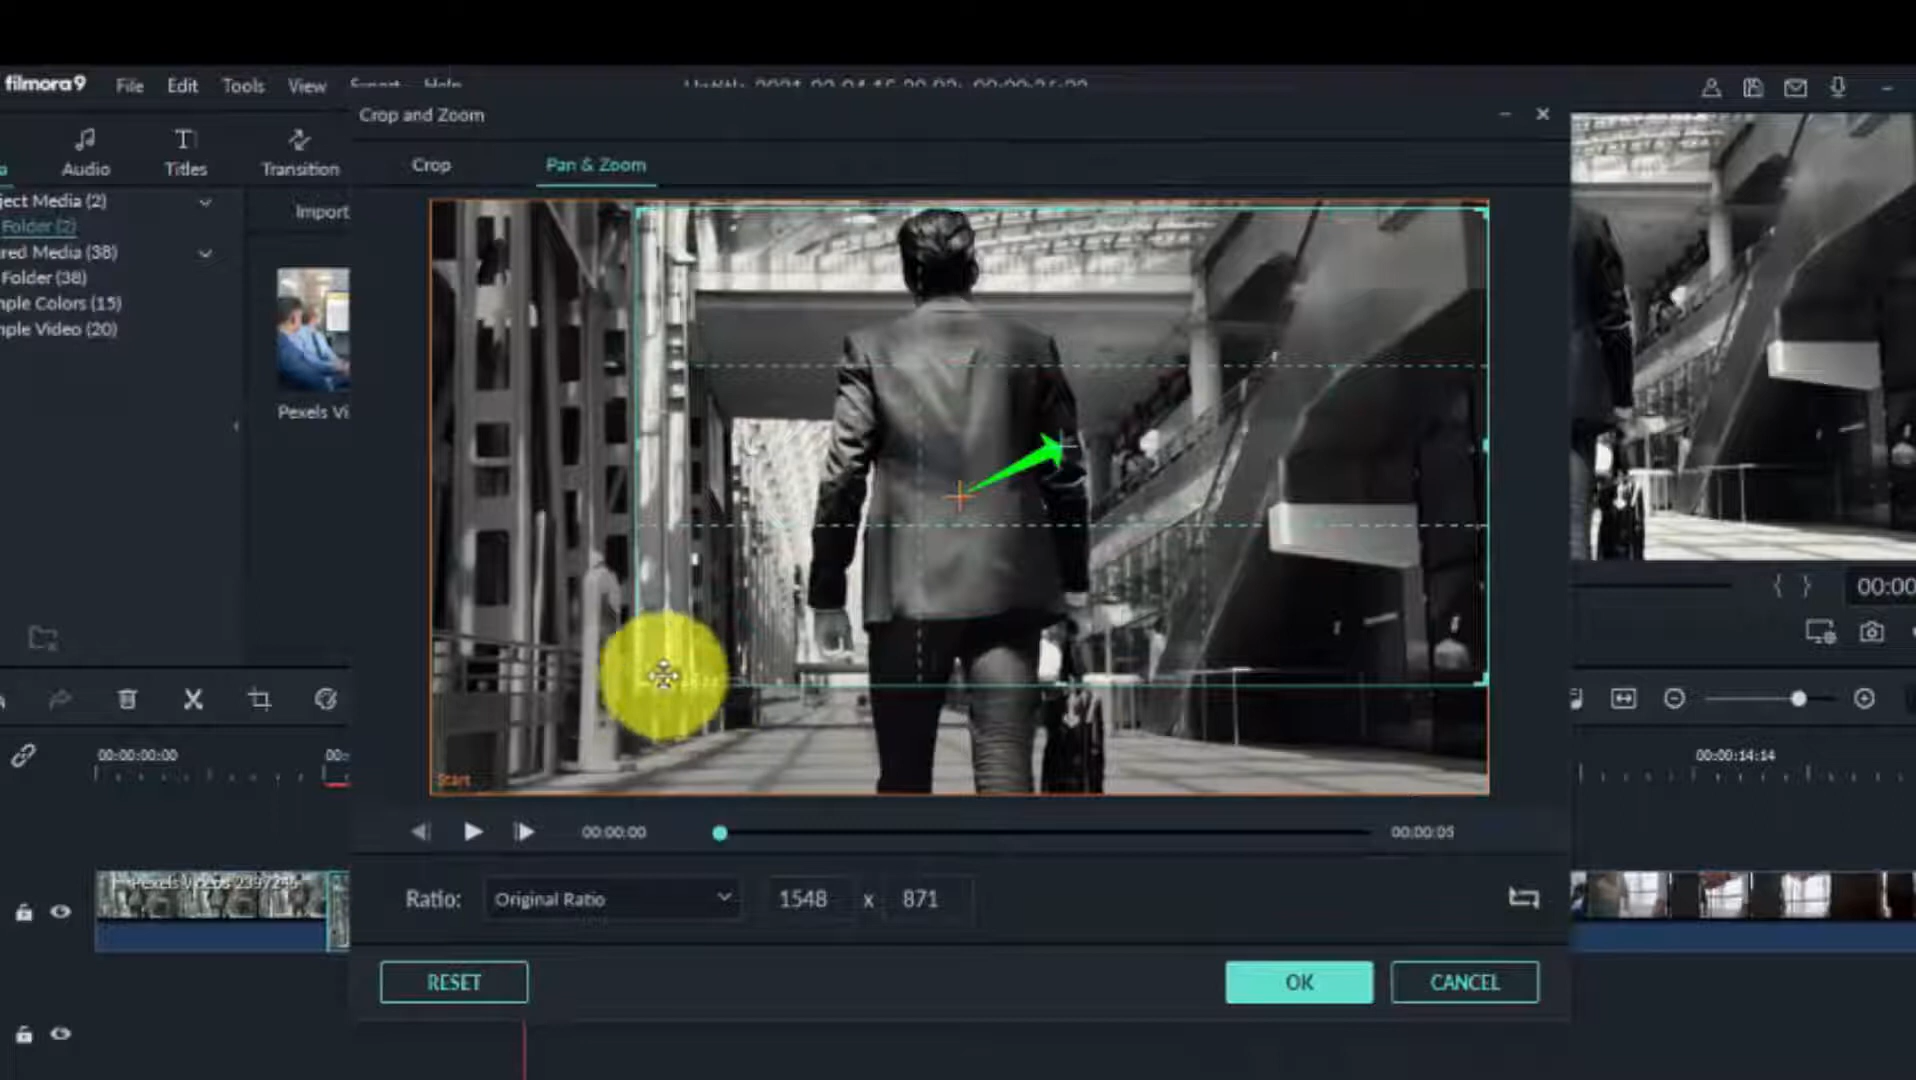 filmora9 File Edit Tools View Export Help
Crop and Zoom
Audio Titles Transition
Crop Pan & Zoom
ject Media (2)
Folder (2)
Import
red Media (38)
Folder (38)
mple Colors (15)
mple Video (20)
Pexels Vi
Start
00:00:00 00:00:05
{ } 00:00
00:00:00:00 00:
00:00:14:14
Ratio: Original Ratio 1548 x 871
Pexels Videos 2397246
RESET OK CANCEL